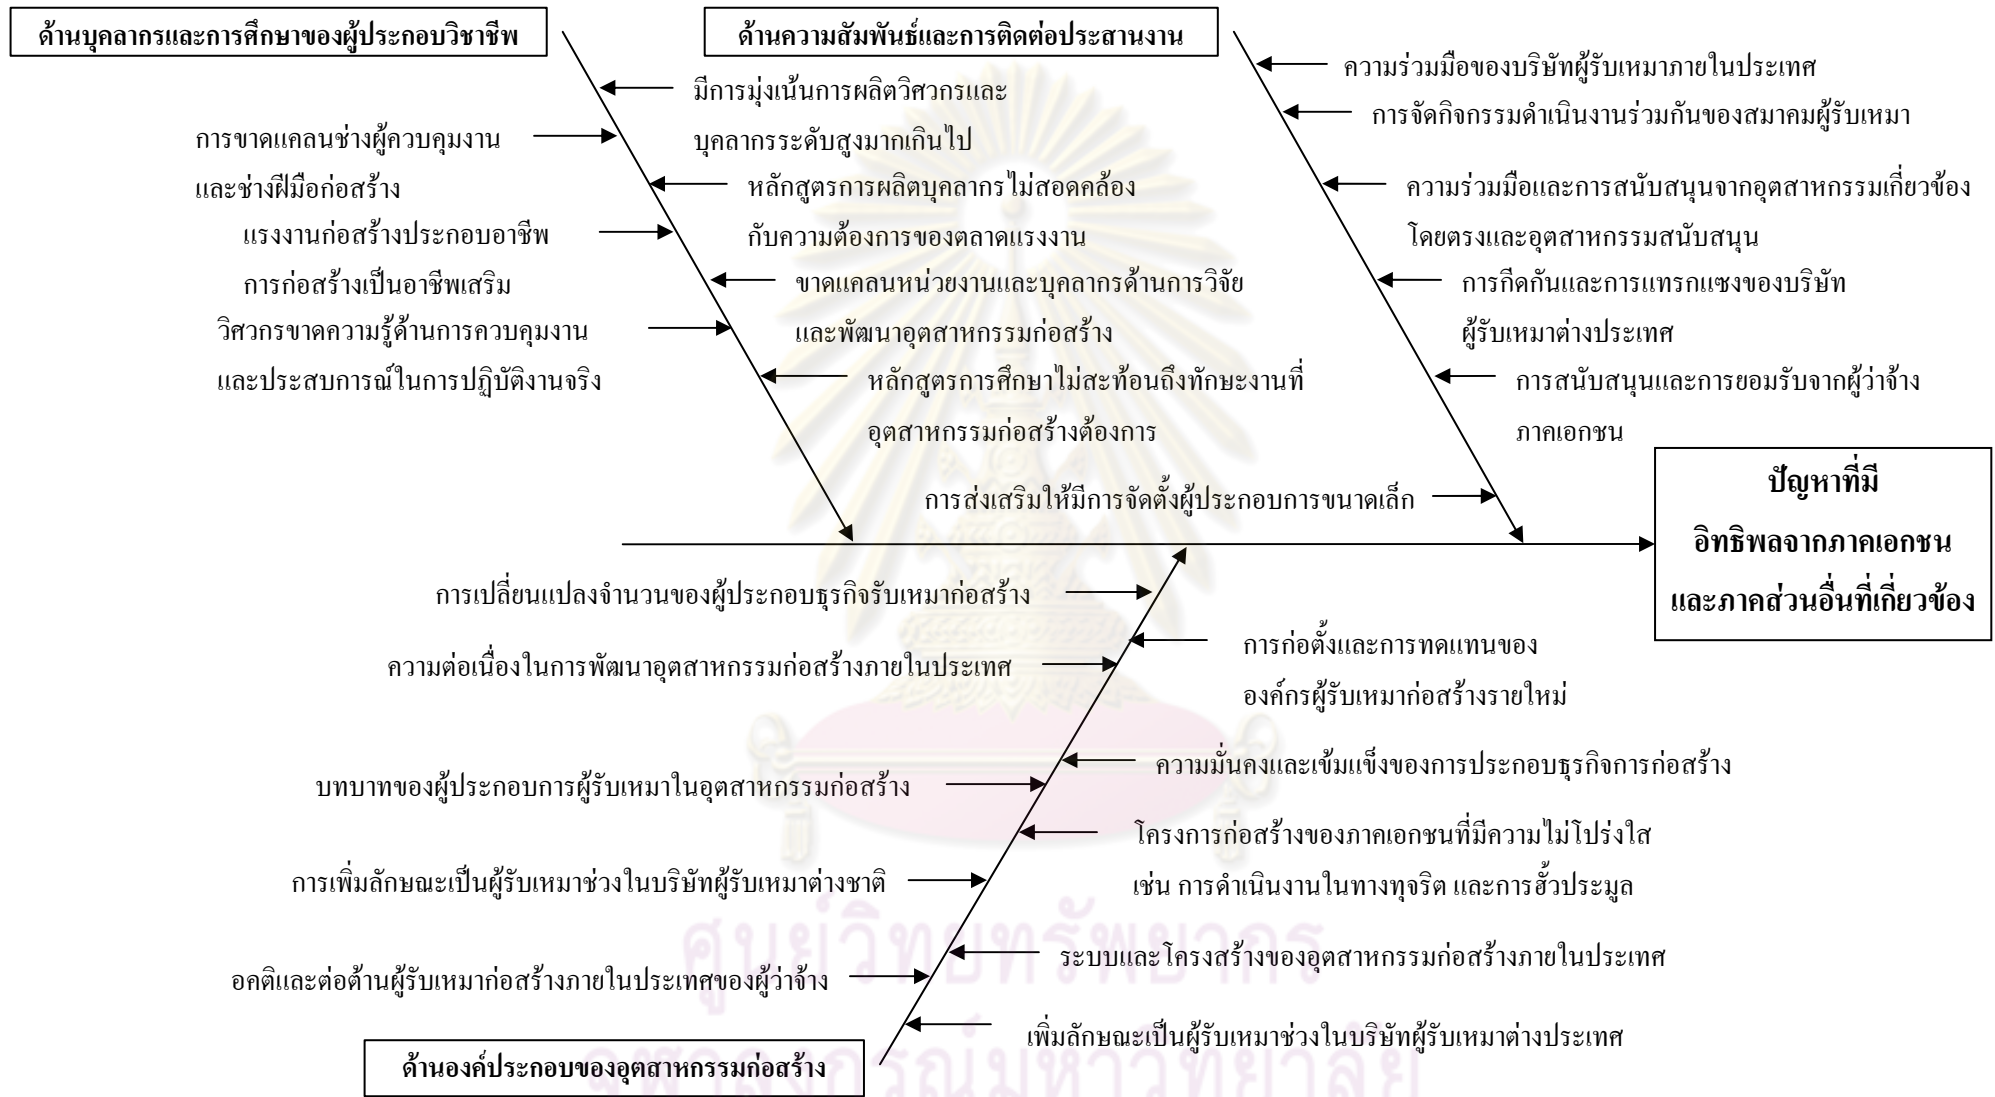 ด้านบุคลากรและการศึกษาของผู้ประกอบวิชาชีพ
มีการมุ่งเน้นการผลิตวิศวกรและ
บุคลากรระดับสูงมากเกินไป
การขาดแคลนช่างผู้ควบคุมงาน
และช่างฝีมือก่อสร้าง
หลักสูตรการผลิตบุคลากรไม่สอดคล้อง
กับความต้องการของตลาดแรงงาน
แรงงานก่อสร้างประกอบอาชีพ
การก่อสร้างเป็นอาชีพเสริม
ขาดแคลนหน่วยงานและบุคลากรด้านการวิจัย
และพัฒนาอุตสาหกรรมก่อสร้าง
วิศวกรขาดความรู้ด้านการควบคุมงาน
และประสบการณ์ในการปฏิบัติงานจริง
หลักสูตรการศึกษาไม่สะท้อนถึงทักษะงานที่
อุตสาหกรรมก่อสร้างต้องการ
ด้านความสัมพันธ์และการติดต่อประสานงาน
ความร่วมมือของบริษัทผู้รับเหมาภายในประเทศ
การจัดกิจกรรมดำเนินงานร่วมกันของสมาคมผู้รับเหมา
ความร่วมมือและการสนับสนุนจากอุตสาหกรรมเกี่ยวข้อง
โดยตรงและอุตสาหกรรมสนับสนุน
การกีดกันและการแทรกแซงของบริษัท
ผู้รับเหมาต่างประเทศ
การสนับสนุนและการยอมรับจากผู้ว่าจ้าง
ภาคเอกชน
การส่งเสริมให้มีการจัดตั้งผู้ประกอบการขนาดเล็ก
ปัญหาที่มี
อิทธิพลจากภาคเอกชน
และภาคส่วนอื่นที่เกี่ยวข้อง
การเปลี่ยนแปลงจำนวนของผู้ประกอบธุรกิจรับเหมาก่อสร้าง
การก่อตั้งและการทดแทนของ
องค์กรผู้รับเหมาก่อสร้างรายใหม่
ความต่อเนื่องในการพัฒนาอุตสาหกรรมก่อสร้างภายในประเทศ
ความมั่นคงและเข้มแข็งของการประกอบธุรกิจการก่อสร้าง
บทบาทของผู้ประกอบการผู้รับเหมาในอุตสาหกรรมก่อสร้าง
โครงการก่อสร้างของภาคเอกชนที่มีความไม่โปร่งใส
เช่น การดำเนินงานในทางทุจริต และการฮั้วประมูล
การเพิ่มลักษณะเป็นผู้รับเหมาช่วงในบริษัทผู้รับเหมาต่างชาติ
ระบบและโครงสร้างของอุตสาหกรรมก่อสร้างภายในประเทศ
อคติและต่อต้านผู้รับเหมาก่อสร้างภายในประเทศของผู้ว่าจ้าง
เพิ่มลักษณะเป็นผู้รับเหมาช่วงในบริษัทผู้รับเหมาต่างประเทศ
ด้านองค์ประกอบของอุตสาหกรรมก่อสร้าง
ศูนย์วิทยทรัพยากร
จุฬาลงกรณ์มหาวิทยาลัย